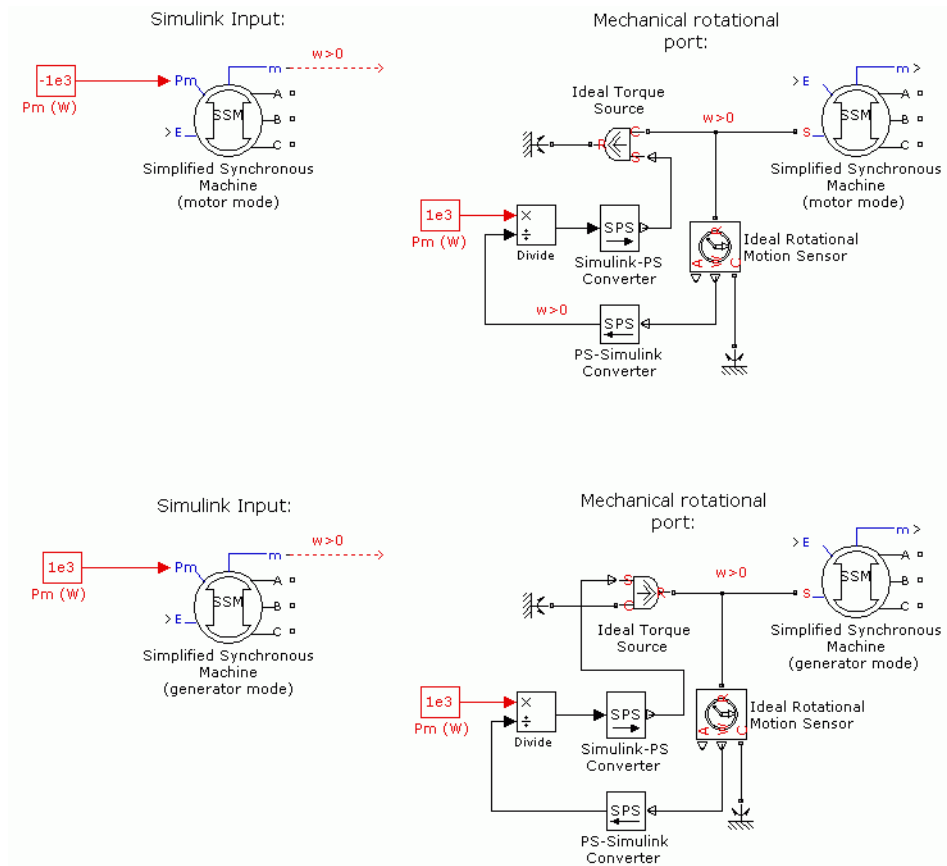 Simulink Input:
-1e3
Pm (W)
Pm
w>0
m
>E
SSM
A
B
C
Simplified Synchronous
Machine
(motor mode)
Mechanical rotational
port:
Ideal Torque
Source
R
C
S
w>0
>E
m>
S
SSM
A
B
C
Simplified Synchronous
Machine
(motor mode)
1e3
Pm (W)
×
÷
Divide
SPS
Simulink-PS
Converter
R
A
W
C
Ideal Rotational
Motion Sensor
w>0
SPS
PS-Simulink
Converter
Simulink Input:
1e3
Pm (W)
Pm
w>0
m
>E
SSM
A
B
C
Simplified Synchronous
Machine
(generator mode)
Mechanical rotational
port:
S
C
R
Ideal Torque
Source
w>0
>E
m>
S
SSM
A
B
C
Simplified Synchronous
Machine
(generator mode)
1e3
Pm (W)
×
÷
Divide
SPS
Simulink-PS
Converter
R
A
W
C
Ideal Rotational
Motion Sensor
SPS
PS-Simulink
Converter